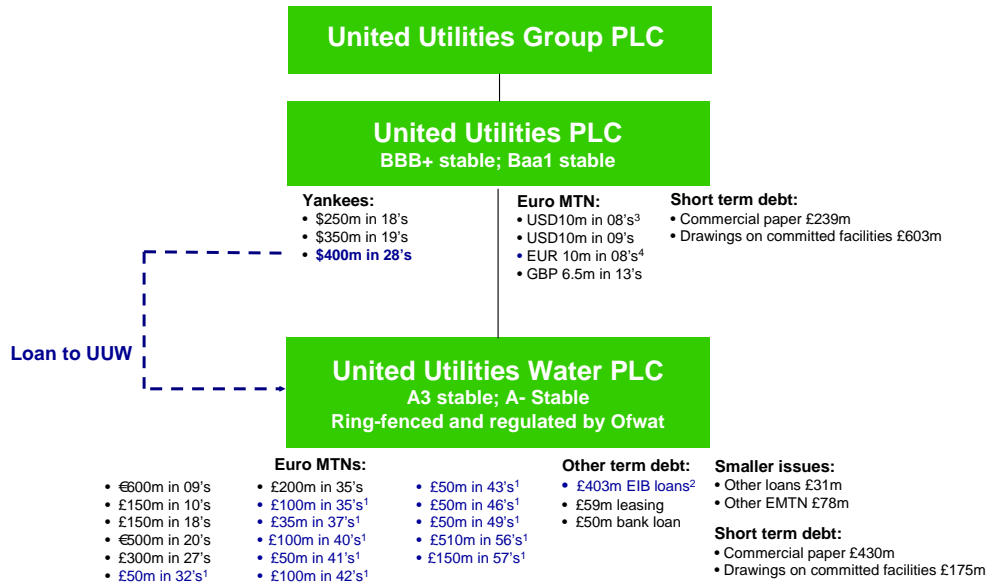 United Utilities Group PLC
United Utilities PLC
BBB+ stable; Baa1 stable
Yankees:
• $250m in 18’s
• $350m in 19’s
• $400m in 28’s
Euro MTN:
• USD10m in 08’s³
• USD10m in 09’s
• EUR 10m in 08’s⁴
• GBP 6.5m in 13’s
Short term debt:
• Commercial paper £239m
• Drawings on committed facilities £603m
Loan to UUW
United Utilities Water PLC
A3 stable; A- Stable
Ring-fenced and regulated by Ofwat
Euro MTNs:
• €600m in 09’s
• £150m in 10’s
• £150m in 18’s
• €500m in 20’s
• £300m in 27’s
• £50m in 32’s¹
• £200m in 35’s
• £100m in 35’s¹
• £35m in 37’s¹
• £100m in 40’s¹
• £50m in 41’s¹
• £100m in 42’s¹
• £50m in 43’s¹
• £50m in 46’s¹
• £50m in 49’s¹
• £510m in 56’s¹
• £150m in 57’s¹
Other term debt:
• £403m EIB loans²
• £59m leasing
• £50m bank loan
Smaller issues:
• Other loans £31m
• Other EMTN £78m
Short term debt:
• Commercial paper £430m
• Drawings on committed facilities £175m